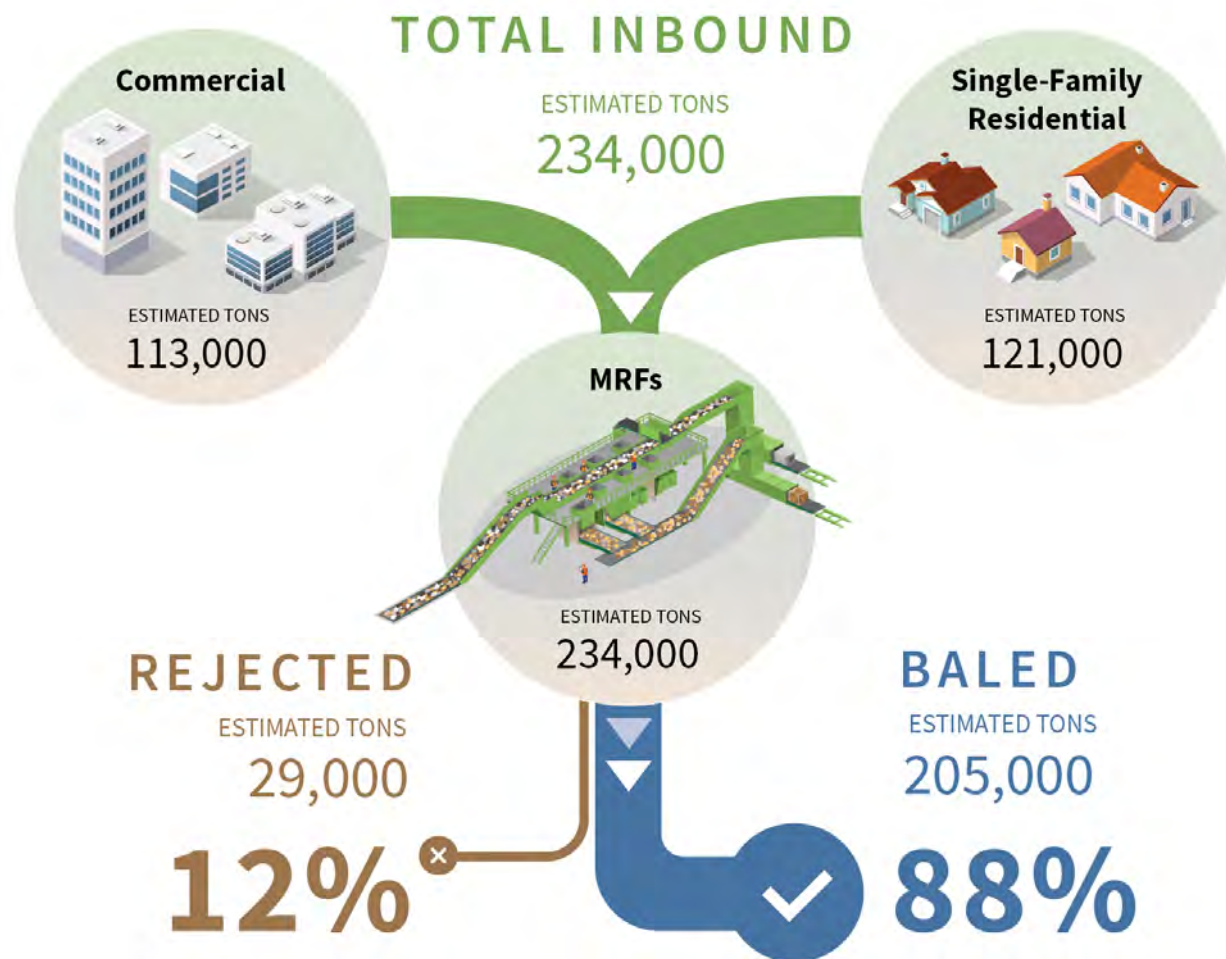 TOTAL INBOUND
ESTIMATED TONS
234,000
Commercial
ESTIMATED TONS
113,000
Single-Family
Residential
ESTIMATED TONS
121,000
MRFs
ESTIMATED TONS
234,000
REJECTED
ESTIMATED TONS
29,000
12%
BALED
ESTIMATED TONS
205,000
88%